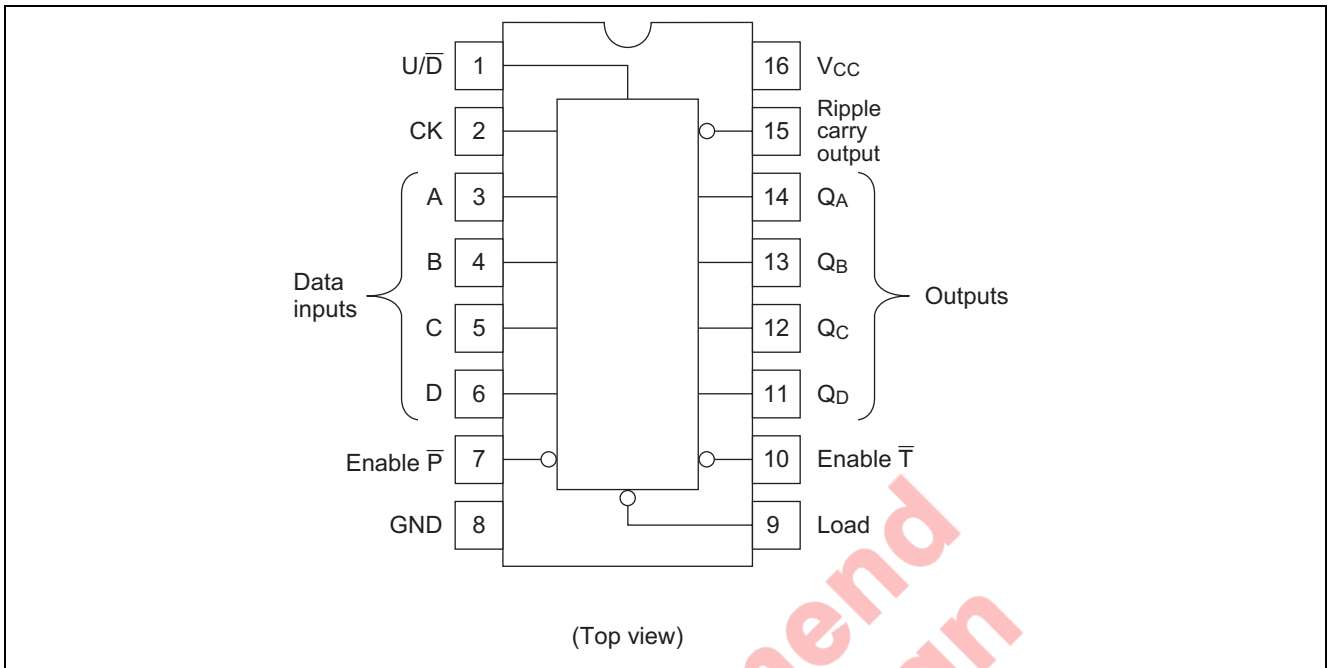 U/D̅ 1
CK 2
A 3
B 4
C 5
D 6
Enable P̅ 7
GND 8
Data
inputs
16 VCC
15 Ripple
carry
output
14 QA
13 QB
12 QC
11 QD
10 Enable T̅
9 Load
Outputs
(Top view)